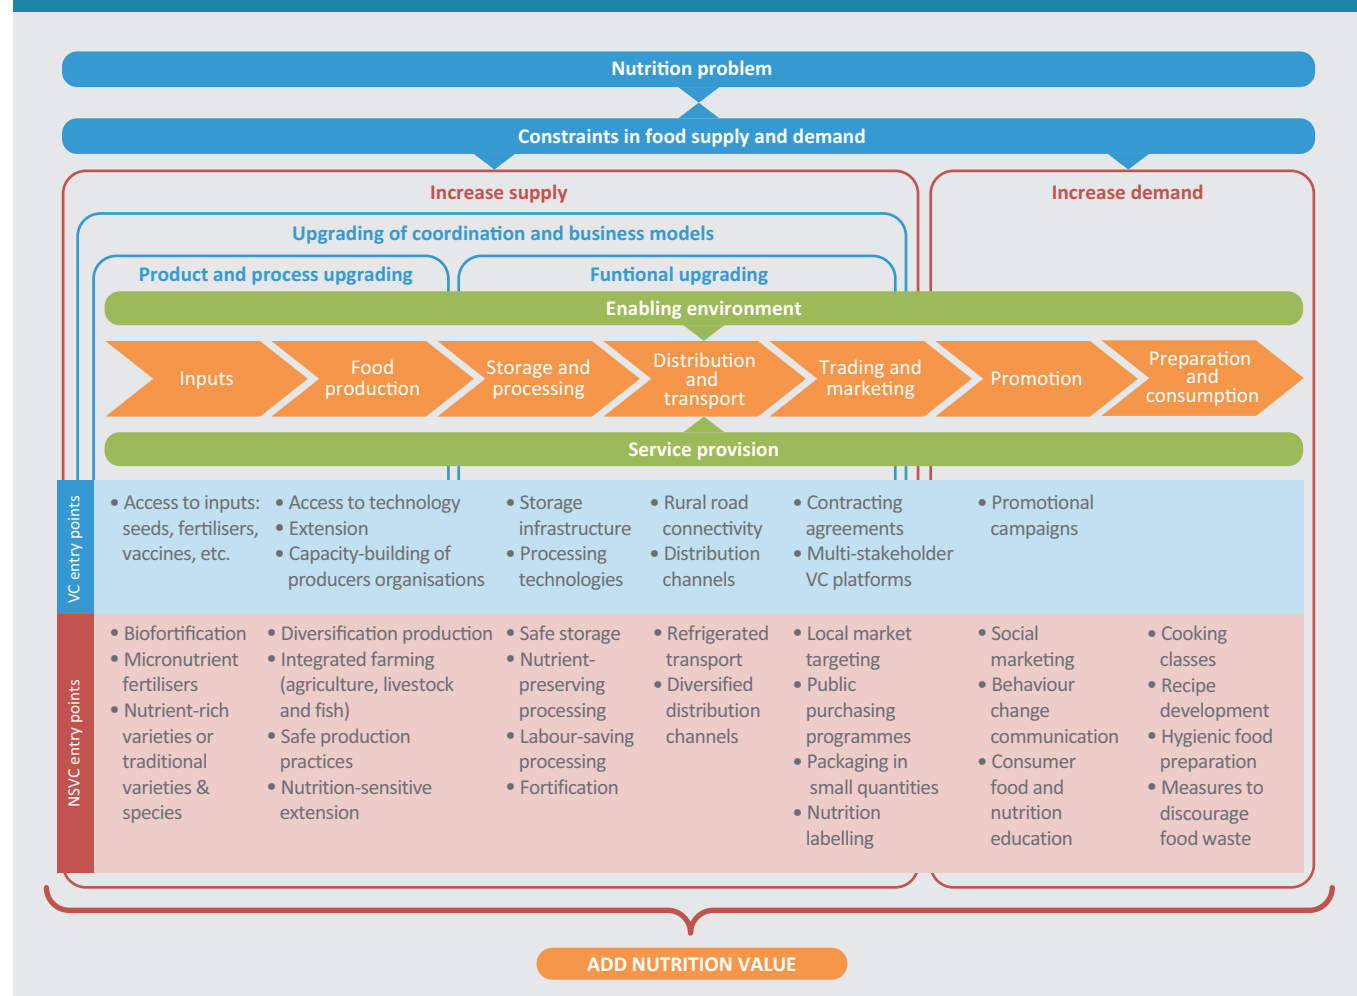 Nutrition problem
Constraints in food supply and demand
Increase supply
Increase demand
Upgrading of coordination and business models
Product and process upgrading
Funtional upgrading
Enabling environment
Inputs
Food
production
Storage and
processing
Distribution
and
transport
Trading and
marketing
Promotion
Preparation
and
consumption
Service provision
VC entry points
• Access to inputs:
seeds, fertilisers,
vaccines, etc.
• Access to technology
• Extension
• Capacity-building of
producers organisations
• Storage
infrastructure
• Processing
technologies
• Rural road
connectivity
• Distribution
channels
• Contracting
agreements
• Multi-stakeholder
VC platforms
• Promotional
campaigns
NSVC entry points
• Biofortification
• Micronutrient
fertilisers
• Nutrient-rich
varieties or
traditional
varieties &
species
• Diversification production
• Integrated farming
(agriculture, livestock
and fish)
• Safe production
practices
• Nutrition-sensitive
extension
• Safe storage
• Nutrient-
preserving
processing
• Labour-saving
processing
• Fortification
• Refrigerated
transport
• Diversified
distribution
channels
• Local market
targeting
• Public
purchasing
programmes
• Packaging in
small quantities
• Nutrition
labelling
• Social
marketing
• Behaviour
change
communication
• Consumer
food and
nutrition
education
• Cooking
classes
• Recipe
development
• Hygienic food
preparation
• Measures to
discourage
food waste
ADD NUTRITION VALUE